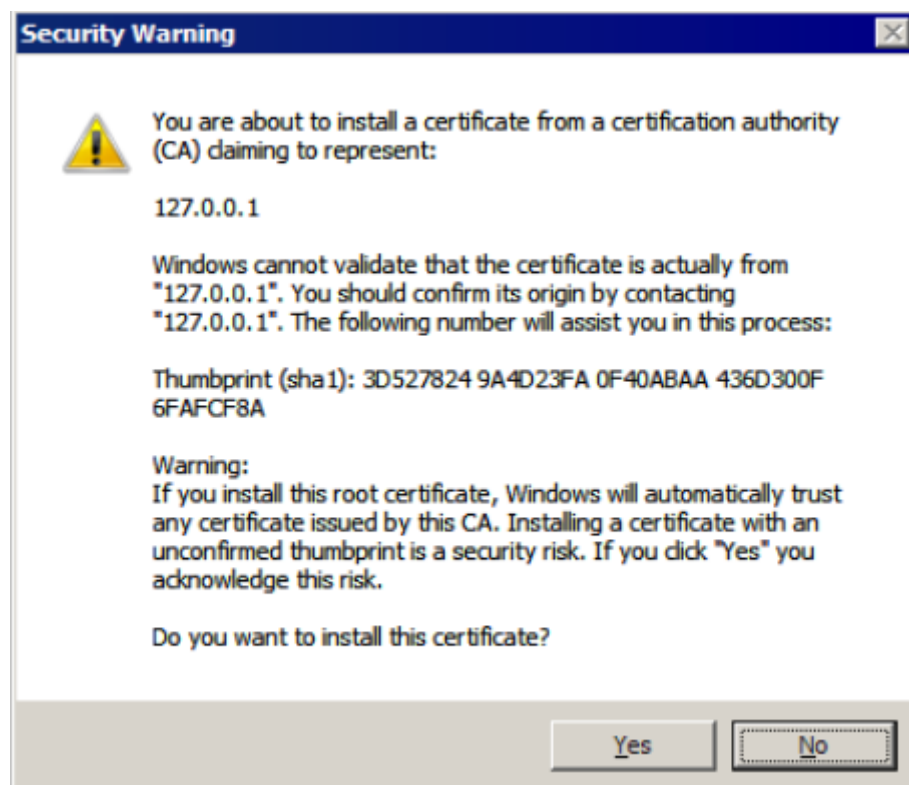 Security Warning
You are about to install a certificate from a certification authority
(CA) claiming to represent:
127.0.0.1
Windows cannot validate that the certificate is actually from
"127.0.0.1". You should confirm its origin by contacting
"127.0.0.1". The following number will assist you in this process:
Thumbprint (sha1): 3D527824 9A4D23FA 0F40ABAA 436D300F
6FAFCF8A
Warning:
If you install this root certificate, Windows will automatically trust
any certificate issued by this CA. Installing a certificate with an
unconfirmed thumbprint is a security risk. If you click "Yes" you
acknowledge this risk.
Do you want to install this certificate?
Yes
No